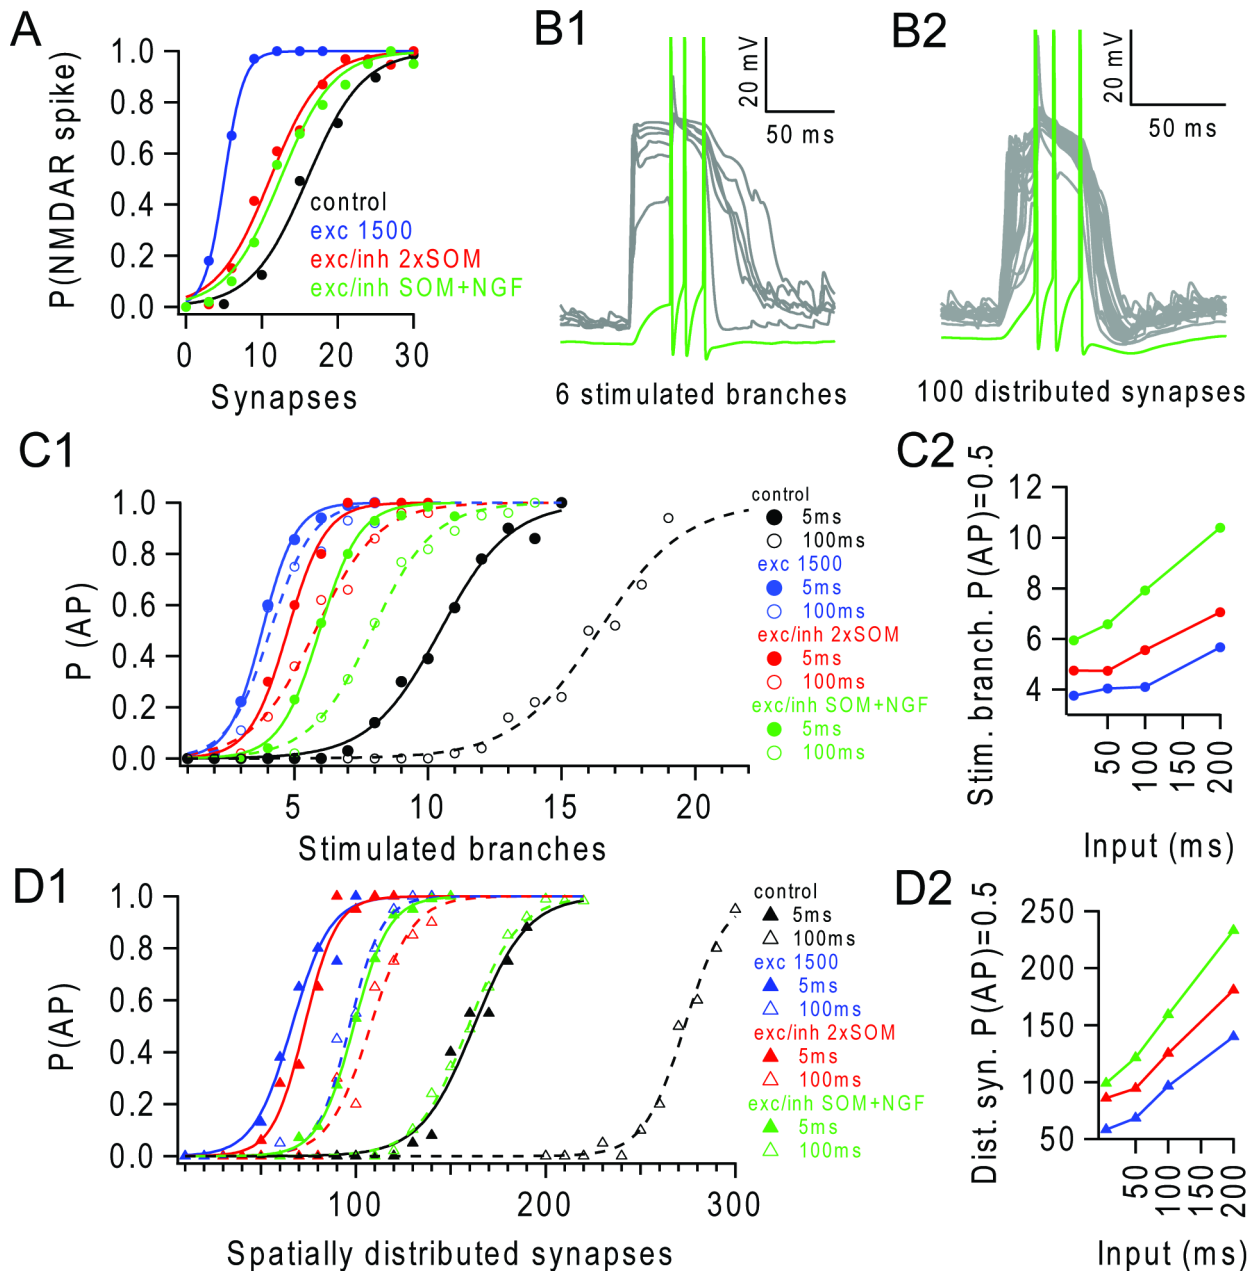 A
P(NMDAR spike)
1.0
0.8
0.6
0.4
0.2
0.0
0
10
20
30
Synapses
control
exc 1500
exc/inh 2xSOM
exc/inh SOM+NGF
B1
20 mV
50 ms
6 stimulated branches
B2
20 mV
50 ms
100 distributed synapses
C1
P (AP)
1.0
0.8
0.6
0.4
0.2
0.0
5
10
15
20
Stimulated branches
control
5ms
100ms
exc 1500
5ms
100ms
exc/inh 2xSOM
5ms
100ms
exc/inh SOM+NGF
5ms
100ms
C2
Stim. branch. P(AP)=0.5
12
10
8
6
4
50
100
150
200
Input (ms)
D1
P(AP)
1.0
0.8
0.6
0.4
0.2
0.0
100
200
300
Spatially distributed synapses
control
5ms
100ms
exc 1500
5ms
100ms
exc/inh 2xSOM
5ms
100ms
exc/inh SOM+NGF
5ms
100ms
D2
Dist. syn. P(AP)=0.5
250
200
150
100
50
50
100
150
200
Input (ms)